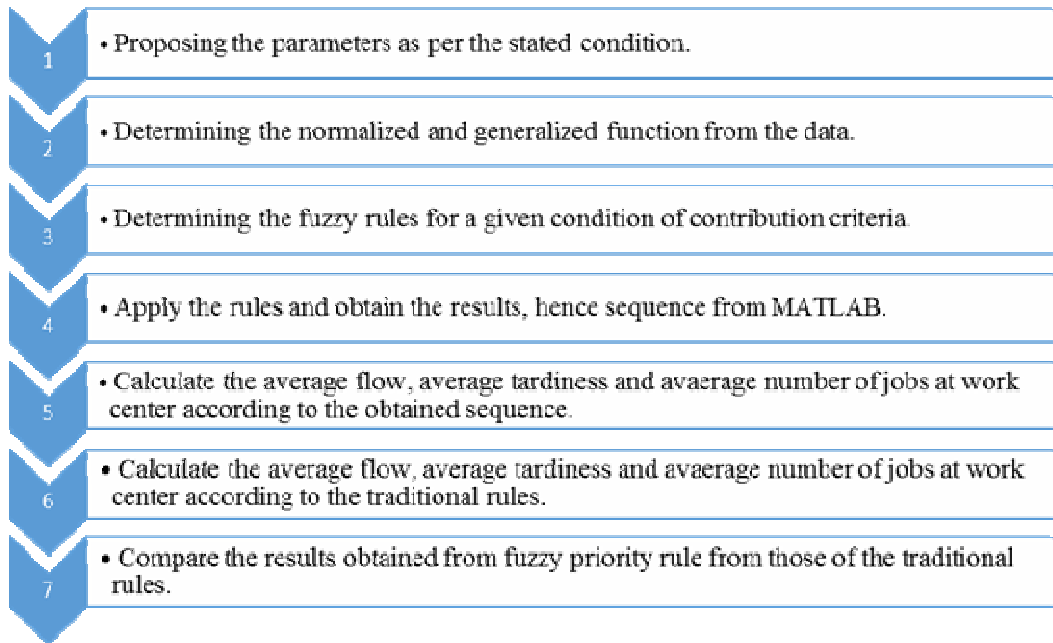 1
• Proposing the parameters as per the stated condition.
2
• Determining the normalized and generalized function from the data.
3
• Determining the fuzzy rules for a given condition of contribution criteria.
4
• Apply the rules and obtain the results, hence sequence from MATLAB.
5
• Calculate the average flow, average tardiness and avaerage number of jobs at work
center according to the obtained sequence.
6
• Calculate the average flow, average tardiness and avaerage number of jobs at work
center according to the traditional rules.
7
• Compare the results obtained from fuzzy priority rule from those of the traditional
rules.